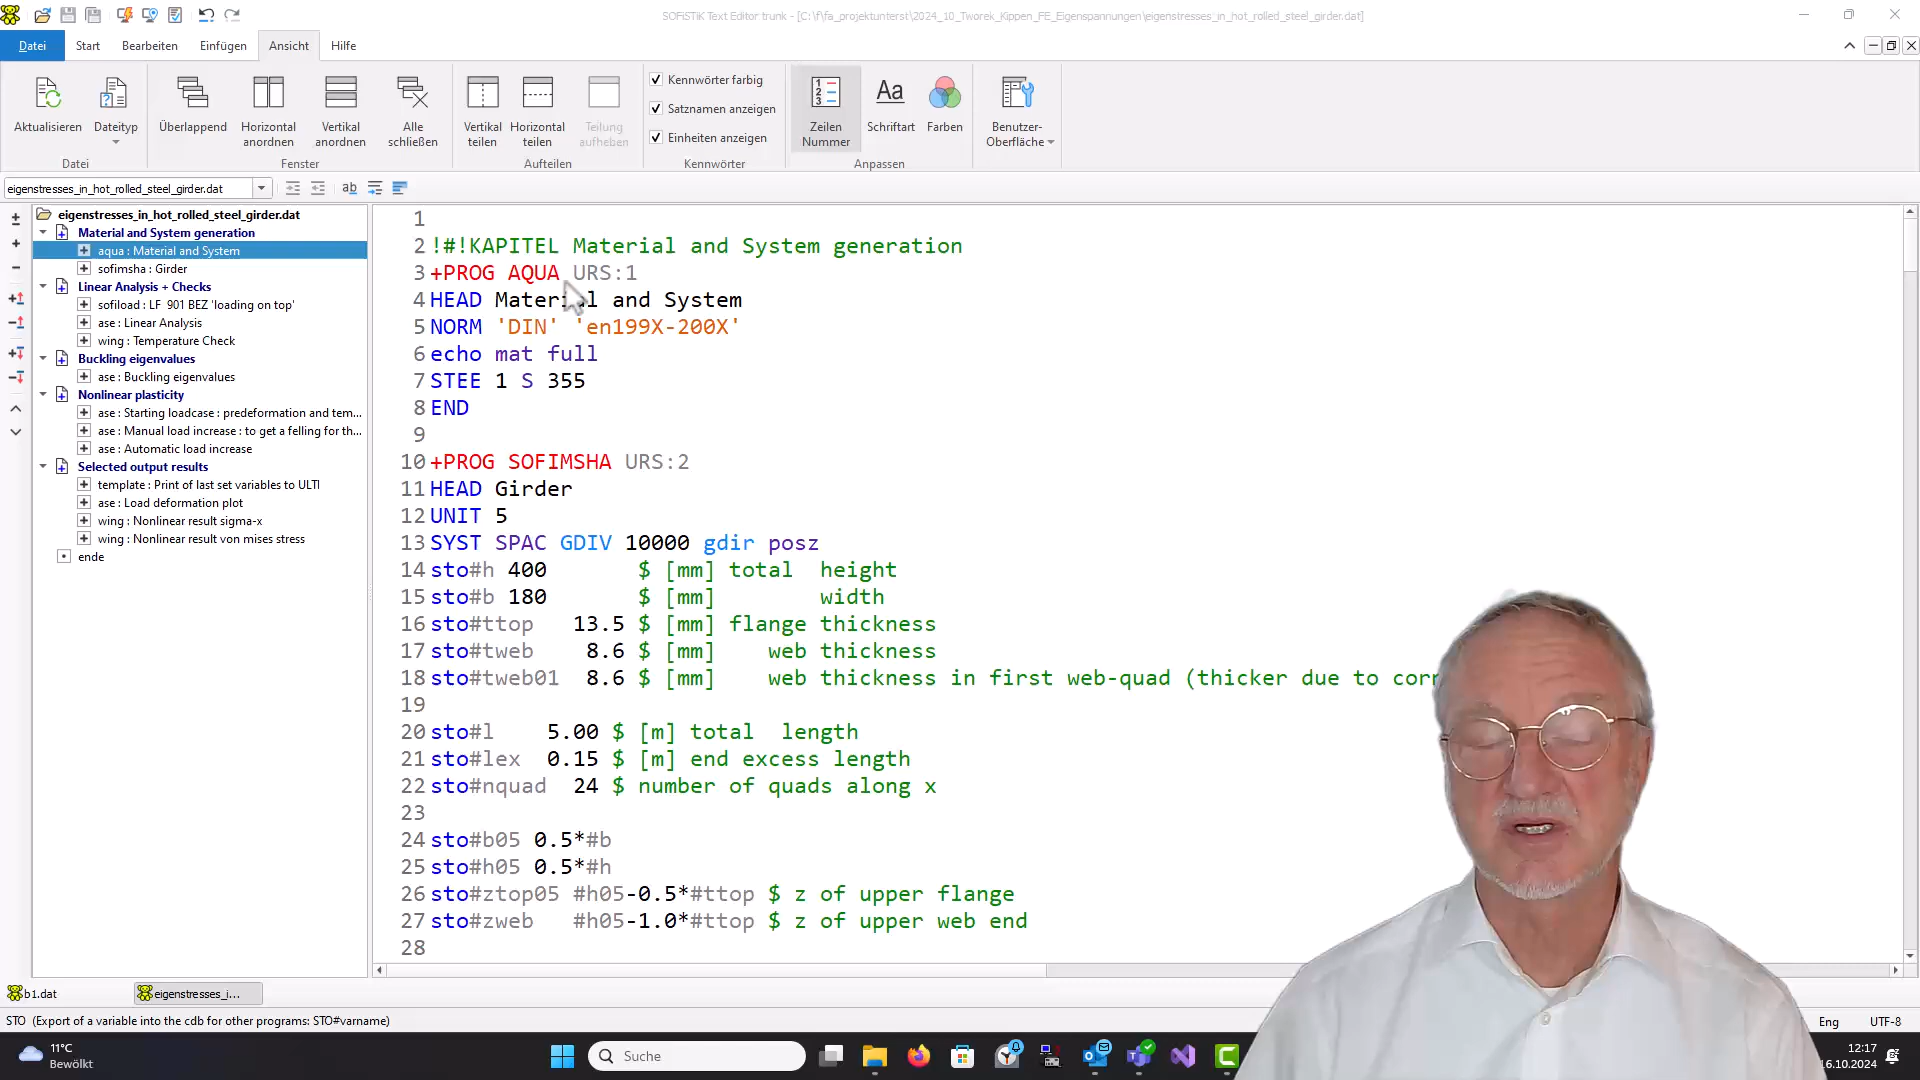 SOFiSTiK Text Editor trunk - [C:\f\fa_projektunterst\2024_10_Tworek_Kippen_FE_Eigenspannungen\eigenstresses_in_hot_rolled_steel_girder.dat]
Datei Start Bearbeiten Einfügen Ansicht Hilfe
Aktualisieren
Dateityp
Datei
Überlappend
Horizontal anordnen
Vertikal anordnen
Alle schließen
Fenster
Vertikal teilen
Horizontal teilen
Teilung aufheben
Aufteilen
Kennwörter farbig
Satznamen anzeigen
Einheiten anzeigen
Kennwörter
Zeilen Nummer
Schriftart
Farben
Anpassen
Benutzer-Oberfläche
eigenstresses_in_hot_rolled_steel_girder.dat
eigenstresses_in_hot_rolled_steel_girder.dat
Material and System generation
aqua : Material and System
sofimsha : Girder
Linear Analysis + Checks
sofiload : LF 901 BEZ 'loading on top'
ase : Linear Analysis
wing : Temperature Check
Buckling eigenvalues
ase : Buckling eigenvalues
Nonlinear plasticity
ase : Starting loadcase : predeformation and tem...
ase : Manual load increase : to get a felling for th...
ase : Automatic load increase
Selected output results
template : Print of last set variables to ULTI
ase : Load deformation plot
wing : Nonlinear result sigma-x
wing : Nonlinear result von mises stress
ende
1
2 !#!KAPITEL Material and System generation
3 +PROG AQUA URS:1
4 HEAD Material and System
5 NORM 'DIN' 'en199X-200X'
6 echo mat full
7 STEE 1 S 355
8 END
9
10 +PROG SOFIMSHA URS:2
11 HEAD Girder
12 UNIT 5
13 SYST SPAC GDIV 10000 gdir posz
14 sto#h 400 $ [mm] total height
15 sto#b 180 $ [mm] width
16 sto#ttop 13.5 $ [mm] flange thickness
17 sto#tweb 8.6 $ [mm] web thickness
18 sto#tweb01 8.6 $ [mm] web thickness in first web-quad (thicker due to corr
19
20 sto#l 5.00 $ [m] total length
21 sto#lex 0.15 $ [m] end excess length
22 sto#nquad 24 $ number of quads along x
23
24 sto#b05 0.5*#b
25 sto#h05 0.5*#h
26 sto#ztop05 #h05-0.5*#ttop $ z of upper flange
27 sto#zweb #h05-1.0*#ttop $ z of upper web end
28
b1.dat eigenstresses_i...
STO (Export of a variable into the cdb for other programs: STO#varname)
Eng UTF-8
11°C
Bewölkt
Suche
12:17
16.10.2024